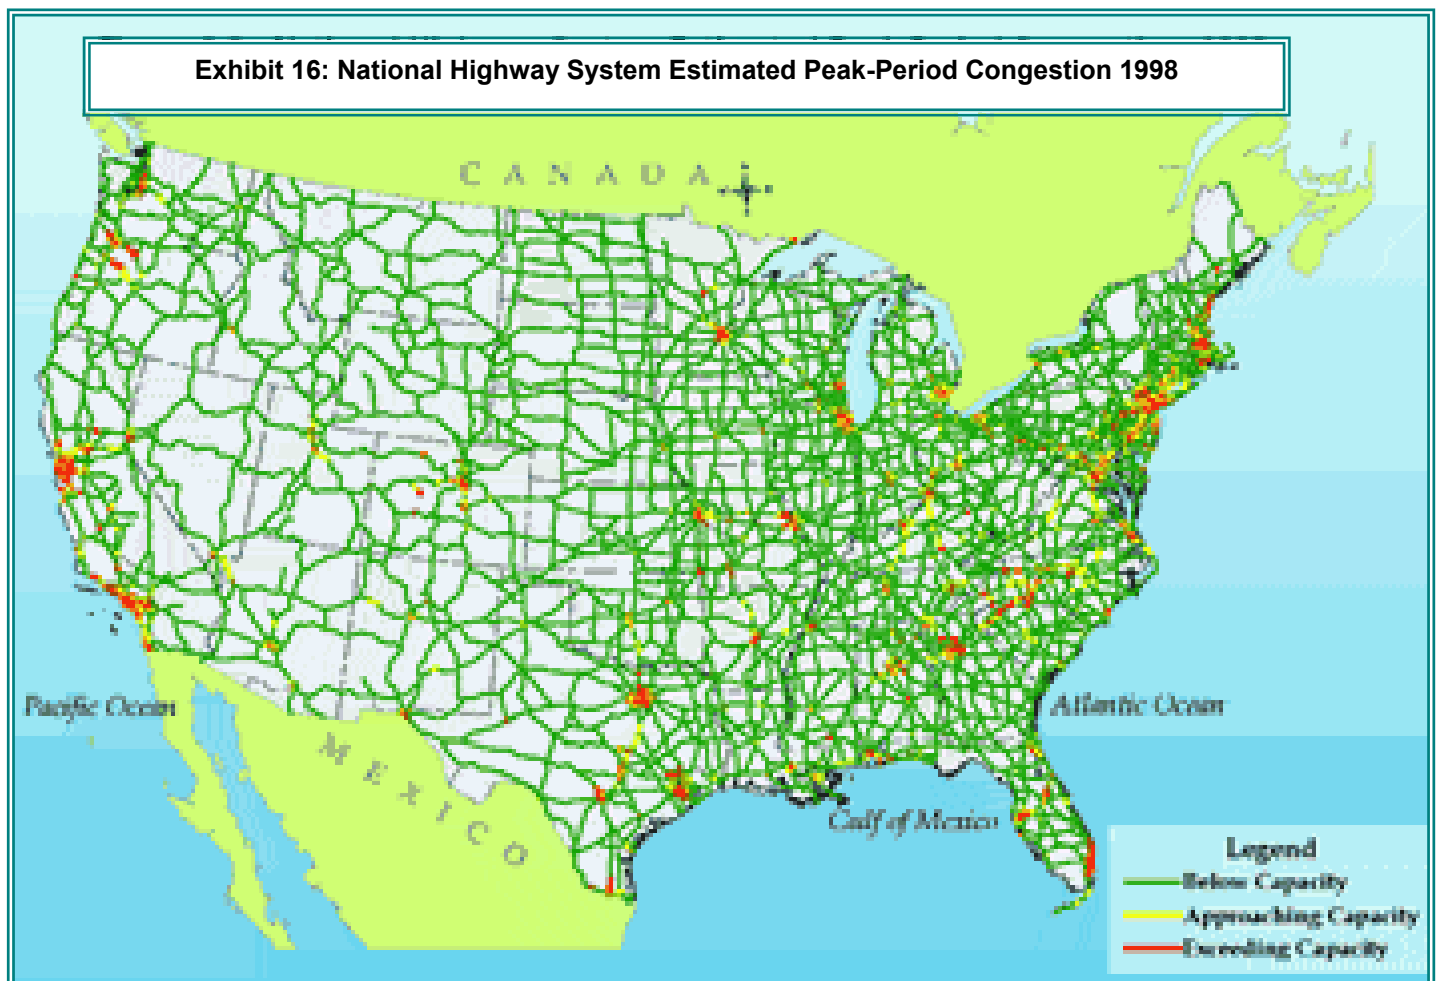 Exhibit 16: National Highway System Estimated Peak-Period Congestion 1998
CANADA
Pacific Ocean
Atlantic Ocean
MEXICO
Gulf of Mexico
Legend
Below Capacity
Approaching Capacity
Exceeding Capacity